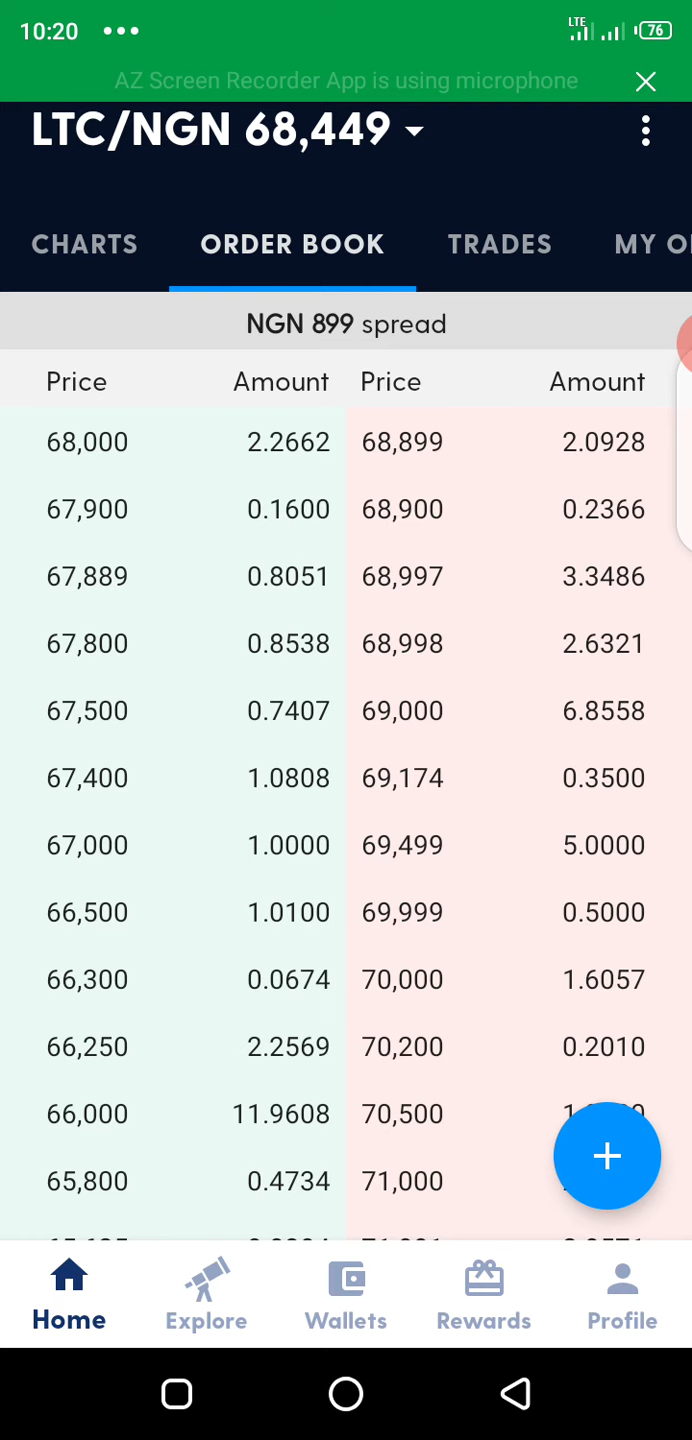 10:20 LTE 76
AZ Screen Recorder App is using microphone
LTC/NGN 68,449
CHARTS ORDER BOOK TRADES MY
NGN 899 spread
Price Amount Price Amount
68,000 2.2662 68,899 2.0928
67,900 0.1600 68,900 0.2366
67,889 0.8051 68,997 3.3486
67,800 0.8538 68,998 2.6321
67,500 0.7407 69,000 6.8558
67,400 1.0808 69,174 0.3500
67,000 1.0000 69,499 5.0000
66,500 1.0100 69,999 0.5000
66,300 0.0674 70,000 1.6057
66,250 2.2569 70,200 0.2010
66,000 11.9608 70,500
65,800 0.4734 71,000
Home Explore Wallets Rewards Profile